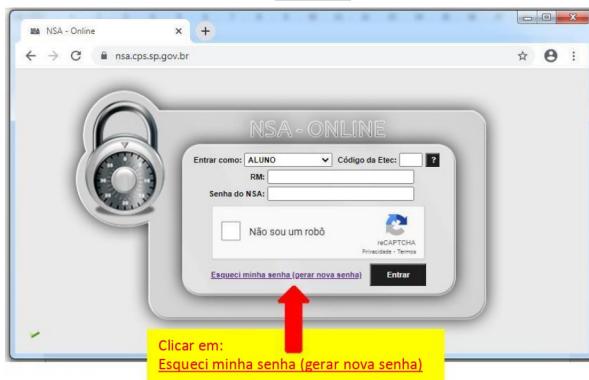 NSA - Online
nsa.cps.sp.gov.br
NSA - ONLINE
Entrar como: ALUNO Código da Etec: ?
RM:
Senha do NSA:
Não sou um robô
reCAPTCHA
Privacidade - Termos
Esqueci minha senha (gerar nova senha) Entrar
Clicar em:
Esqueci minha senha (gerar nova senha)